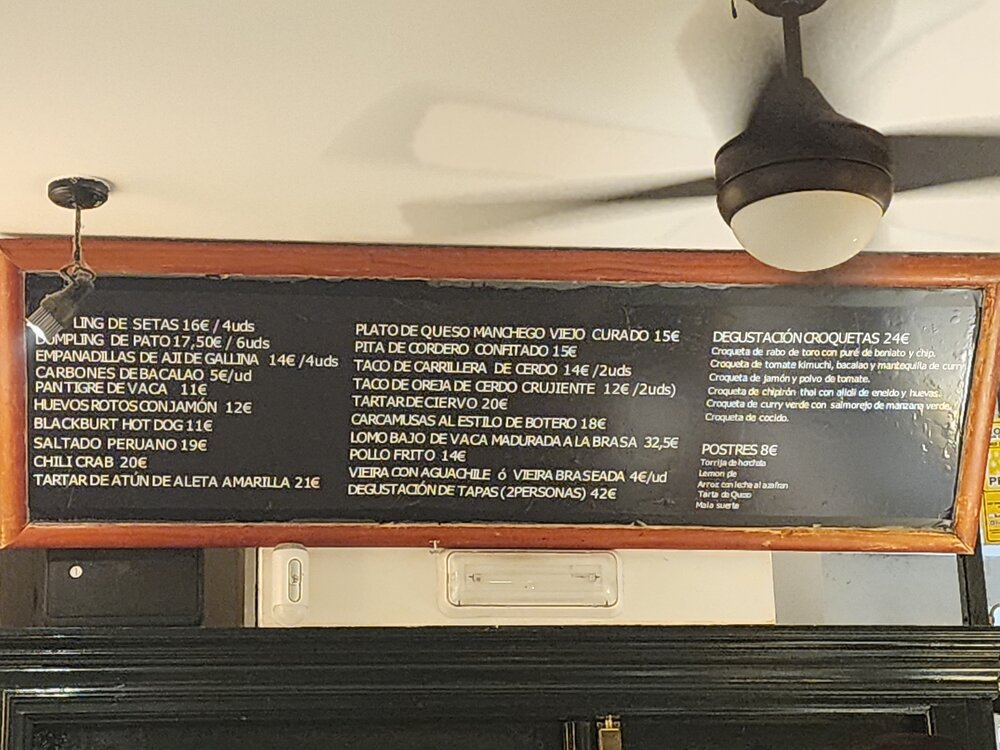 LING DE SETAS 16€ / 4uds
DUMPLING DE PATO 17,50€ / 6uds
EMPANADILLAS DE AJI DE GALLINA 14€ /4uds
CARBONES DE BACALAO 5€/ud
PAN TIGRE DE VACA 11€
HUEVOS ROTOS CON JAMÓN 12€
BLACKBURT HOT DOG 11€
SALTADO PERUANO 19€
CHILI CRAB 20€
TARTAR DE ATÚN DE ALETA AMARILLA 21€
PLATO DE QUESO MANCHEGO VIEJO CURADO 15€
PITA DE CORDERO CONFITADO 15€
TACO DE CARRILLERA DE CERDO 14€ /2uds
TACO DE OREJA DE CERDO CRUJIENTE 12€ /2uds)
TARTAR DE CIERVO 20€
CARCAMUSAS AL ESTILO DE BOTERO 18€
LOMO BAJO DE VACA MADURADA A LA BRASA 32,5€
POLLO FRITO 14€
VIEIRA CON AGUACHILE ó VIEIRA BRASEADA 4€/ud
DEGUSTACIÓN DE TAPAS (2PERSONAS) 42€
DEGUSTACIÓN CROQUETAS 24€
Croqueta de rabo de toro con puré de boniato y chip.
Croqueta de tomate kimuchi, bacalao y mantequilla de curry
Croqueta de jamón y polvo de tomate.
Croqueta de chipirón thai con alioli de eneldo y huevas.
Croqueta de curry verde con salmorejo de manzana verde.
Croqueta de cocido.
POSTRES 8€
Torrija de horchata
Lemon pie
Arroz con leche al azafran
Tarta de Queso
Mala suerte